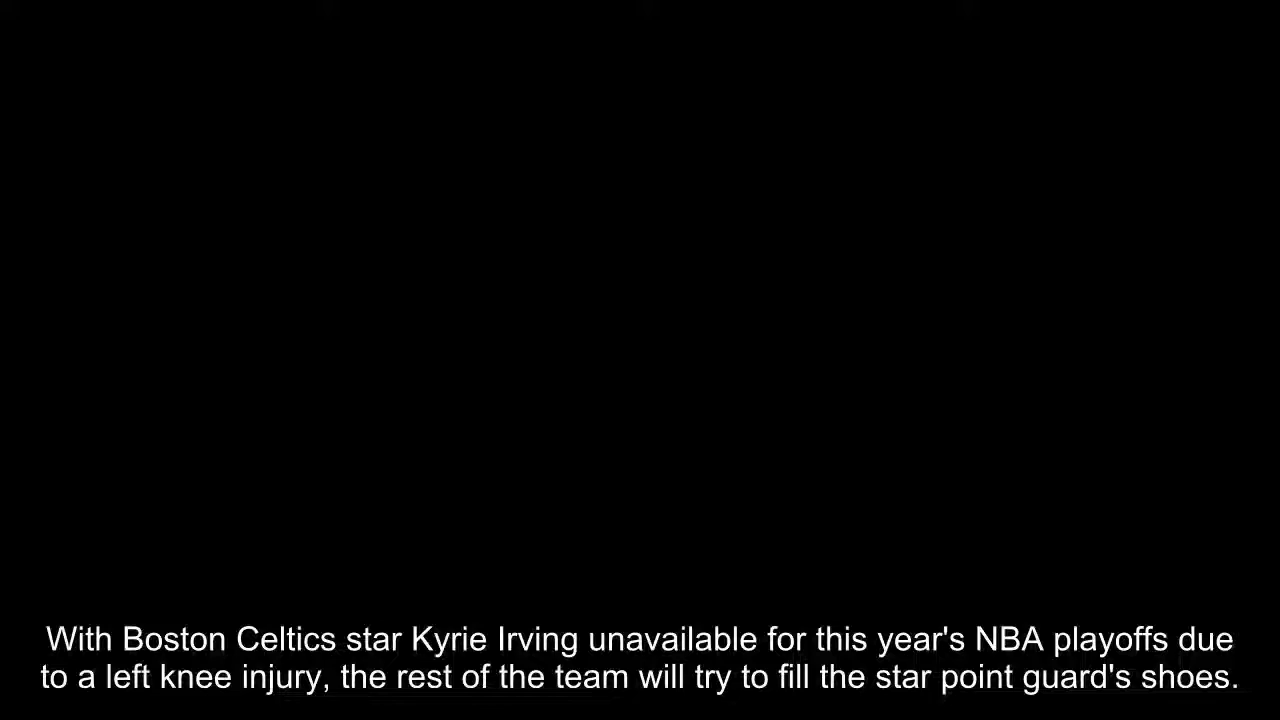 With Boston Celtics star Kyrie Irving unavailable for this year's NBA playoffs due
to a left knee injury, the rest of the team will try to fill the star point guard's shoes.